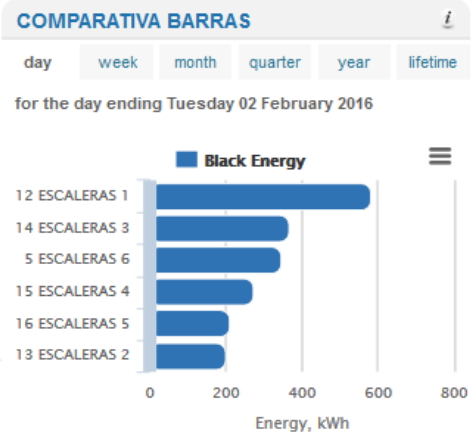 COMPARATIVA BARRAS i
day week month quarter year lifetime
for the day ending Tuesday 02 February 2016
Black Energy
12 ESCALERAS 1
14 ESCALERAS 3
5 ESCALERAS 6
15 ESCALERAS 4
16 ESCALERAS 5
13 ESCALERAS 2
0 200 400 600 800
Energy, kWh